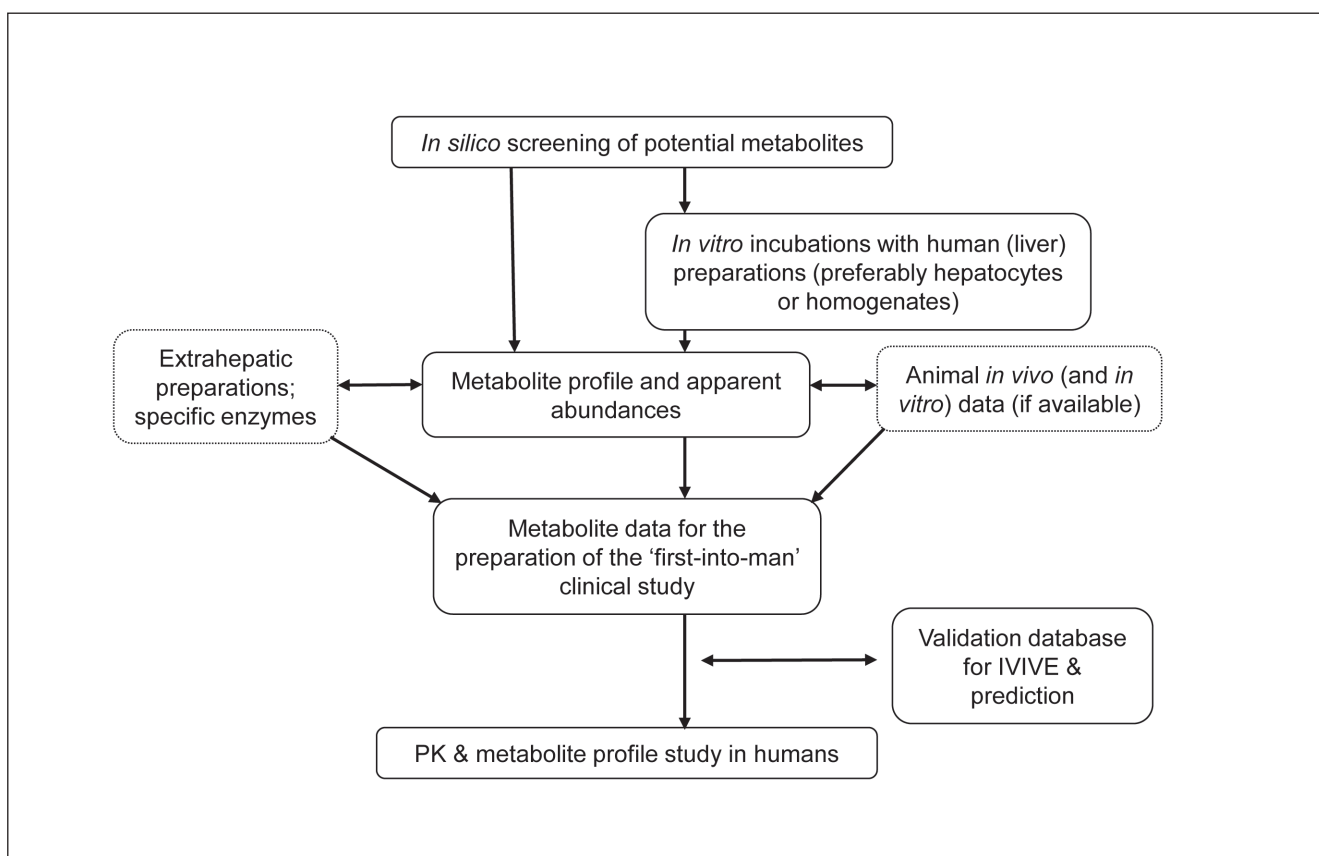 In silico screening of potential metabolites
In vitro incubations with human (liver)
preparations (preferably hepatocytes
or homogenates)
Extrahepatic
preparations;
specific enzymes
Metabolite profile and apparent
abundances
Animal in vivo (and in
vitro) data (if available)
Metabolite data for the
preparation of the ‘first-into-man’
clinical study
Validation database
for IVIVE &
prediction
PK & metabolite profile study in humans